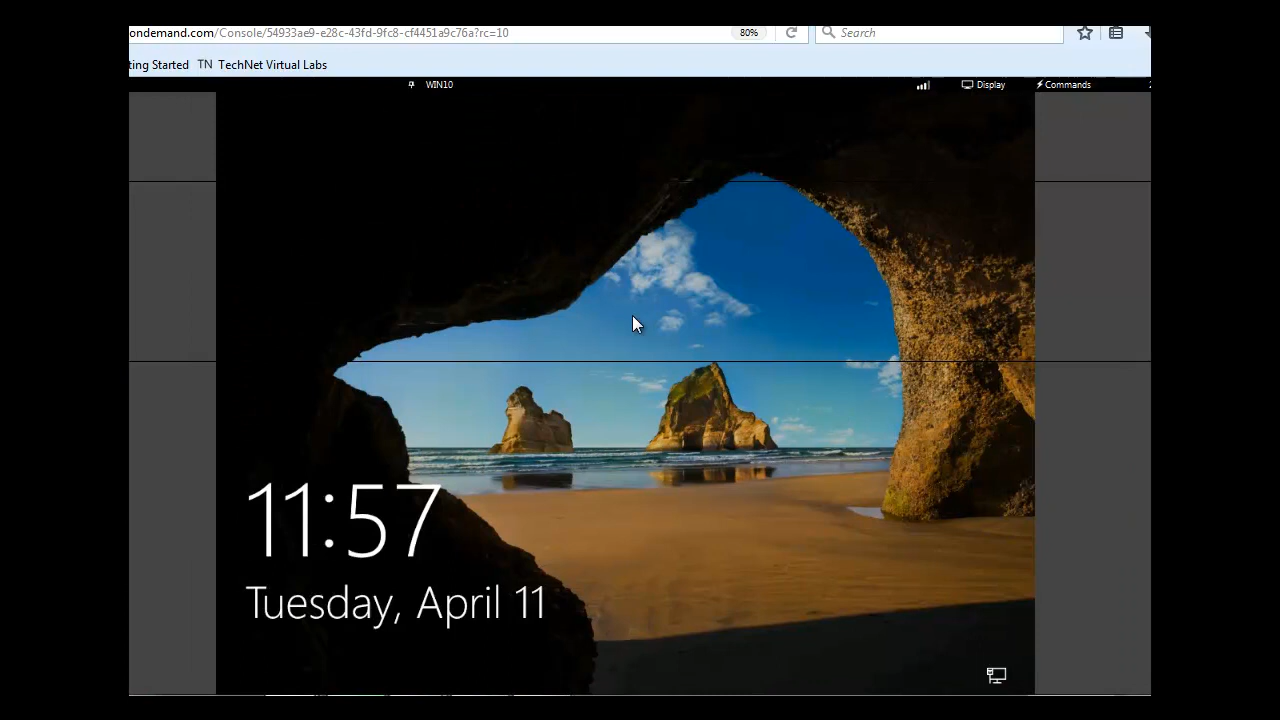 ondemand.com/Console/54933ae9-e28c-43fd-9fc8-cf4451a9c76a?rc=10 80% Search
ting Started TN TechNet Virtual Labs
WIN10 Display Commands
11:57
Tuesday, April 11